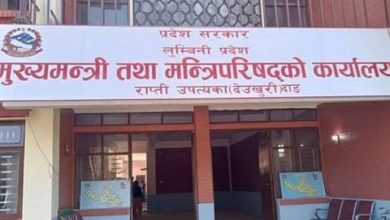 प्रदेश सरकार
लुम्बिनी प्रदेश
मुख्यमन्त्री तथा मन्त्रिपरिषद्को कार्यालय
राप्ती उपत्यका (देउखुरी) दाङ